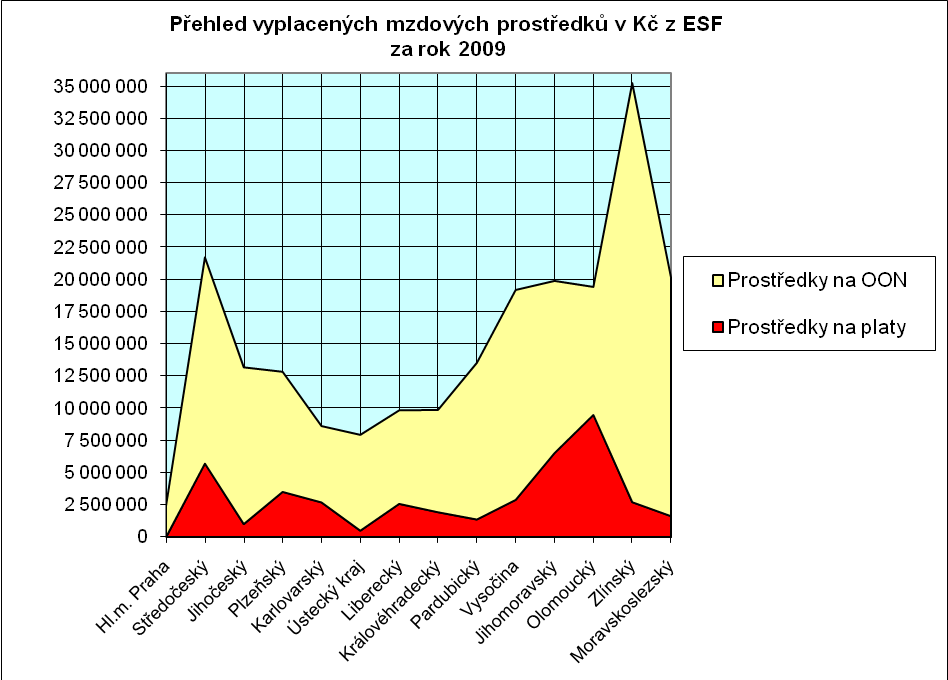 Přehled vyplacených mzdových prostředků v Kč z ESF
za rok 2009
35 000 000
32 500 000
30 000 000
27 500 000
25 000 000
22 500 000
20 000 000
17 500 000
15 000 000
12 500 000
10 000 000
7 500 000
5 000 000
2 500 000
0
Hl.m. Praha
Středočeský
Jihočeský
Plzeňský
Karlovarský
Ústecký kraj
Liberecký
Královéhradecký
Pardubický
Vysočina
Jihomoravský
Olomoucký
Zlínský
Moravskoslezský
Prostředky na OON
Prostředky na platy